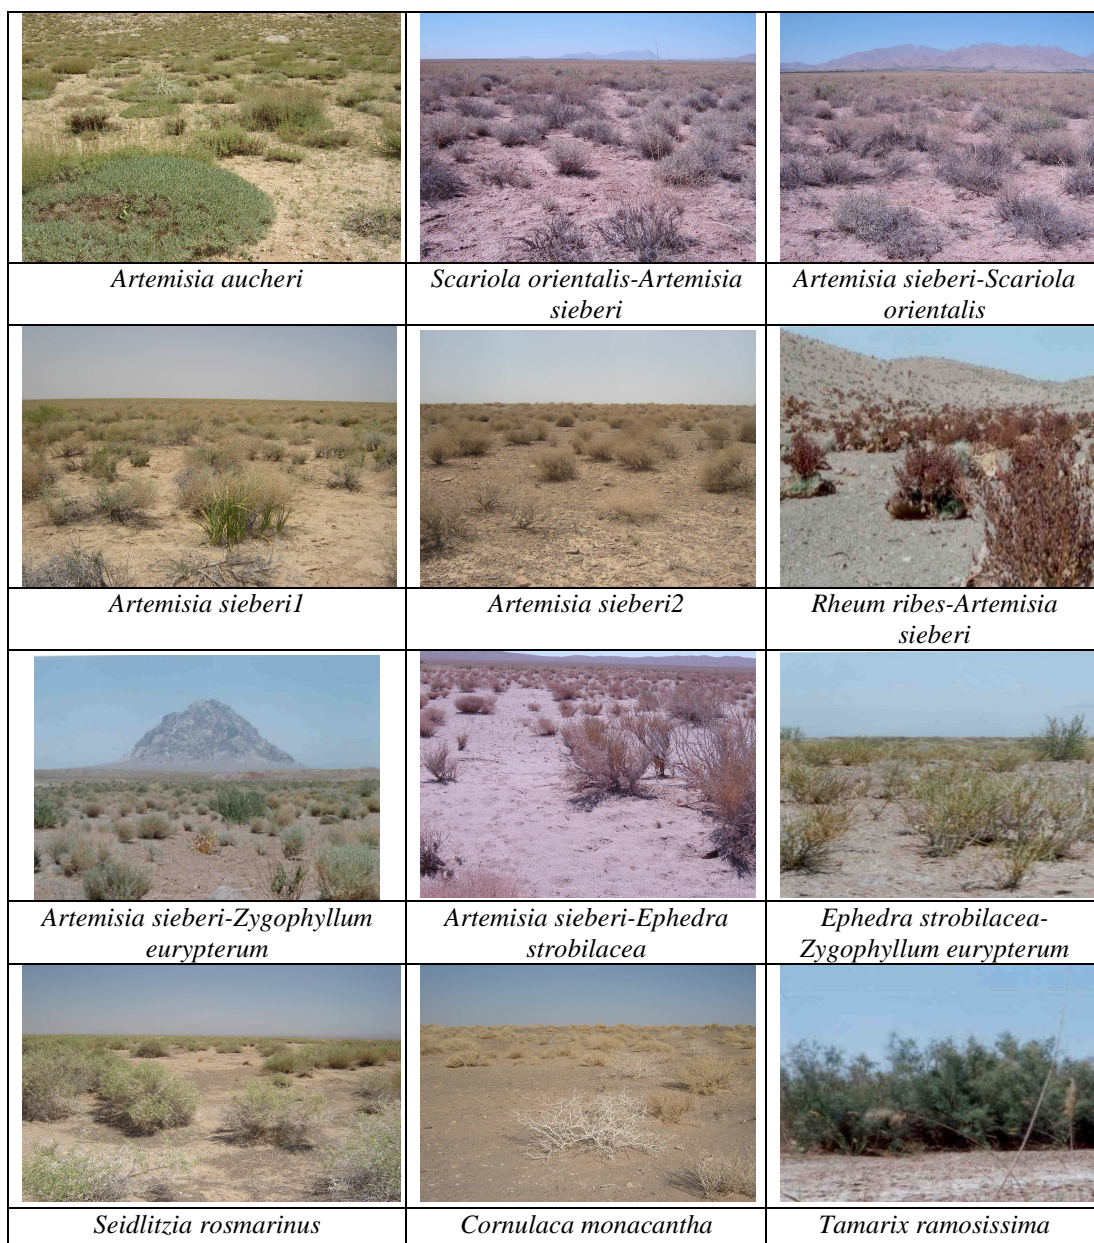 Artemisia aucheri
Scariola orientalis-Artemisia
sieberi
Artemisia sieberi-Scariola
orientalis
Artemisia sieberi1
Artemisia sieberi2
Rheum ribes-Artemisia
sieberi
Artemisia sieberi-Zygophyllum
eurypterum
Artemisia sieberi-Ephedra
strobilacea
Ephedra strobilacea-
Zygophyllum eurypterum
Seidlitzia rosmarinus
Cornulaca monacantha
Tamarix ramosissima